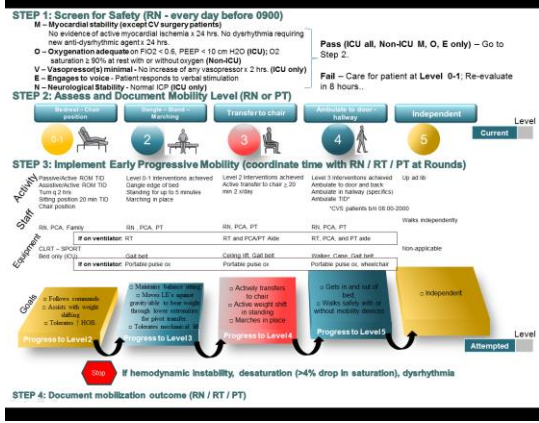 STEP 1: Screen for Safety (RN - every day before 0900)
M – Myocardial stability (except CV surgery patients)
No evidence of active myocardial ischemia x 24 hrs. No dysrhythmia requiring
new anti-dysrhythmic agent x 24 hrs.
O – Oxygenation adequate on FiO2 < 0.6, PEEP < 10 cm H2O (ICU); O2
saturation ≥ 90% at rest with or without oxygen (Non-ICU)
V – Vasopressor(s) minimal - No increase of any vasopressor x 2 hrs. (ICU only)
E – Engages to voice - Patient responds to verbal stimulation
N – Neurological Stability - Normal ICP (ICU only)
Pass (ICU all, Non-ICU M, O, E only) – Go to
Step 2.
Fail – Care for patient at Level 0-1; Re-evaluate
in 8 hours..
STEP 2: Assess and Document Mobility Level (RN or PT)
Bedrest – Chair
position
Dangle – Stand –
Marching
Transfer to chair
Ambulate to door -
hallway
Independent
0-1
2
3
4
5
Level
Current
STEP 3: Implement Early Progressive Mobility (coordinate time with RN / RT / PT at Rounds)
Activity
Passive/Active ROM TID
Assistive/Active ROM TID
Turn q 2 hrs
Sitting position 20 min TID
Chair position
Level 0-1 interventions achieved
Dangle edge of bed
Standing for up to 5 minutes
Marching in place
Level 2 Interventions achieved
Active transfer to chair ≥ 20
min 2 x/day
Level 3 Interventions achieved
Ambulate to door and back
Ambulate in hallway (specifics)
Ambulate TID*
*CVS patients b/n 06:00-2000
Up ad lib
Staff
RN, PCA, Family
RN , PCA, PT
RN, PCA, PT
RN, PCA, PT
Walks independently
If on ventilator: RT
RT
RT and PCA/PT Aide
RT, PCA, and PT aide
Equipment
CLRT – SPORT
Bed only (ICU)
Gait belt
Ceiling lift, Gait belt
Walker, Cane, Gait belt
Non-applicable
If on ventilator:
Portable pulse ox
Portable pulse ox
Portable pulse ox, wheelchair
Goals
Follows commands
Assists with weight
shifting
Tolerates ↑ HOB
Progress to Level 2
Maintains balance sitting
Moves LE's against
gravity/able to bear weight
through lower extremities
for pivot transfer
Tolerates mechanical lift
Progress to Level 3
Actively transfers
to chair
Active weight shift
in standing
Marches in place
Progress to Level 4
Gets in and out of
bed
Walks safely with or
without mobility devices
Progress to Level 5
Independent
Level
Attempted
Stop
If hemodynamic instability, desaturation (>4% drop in saturation), dysrhythmia
STEP 4: Document mobilization outcome (RN / RT / PT)